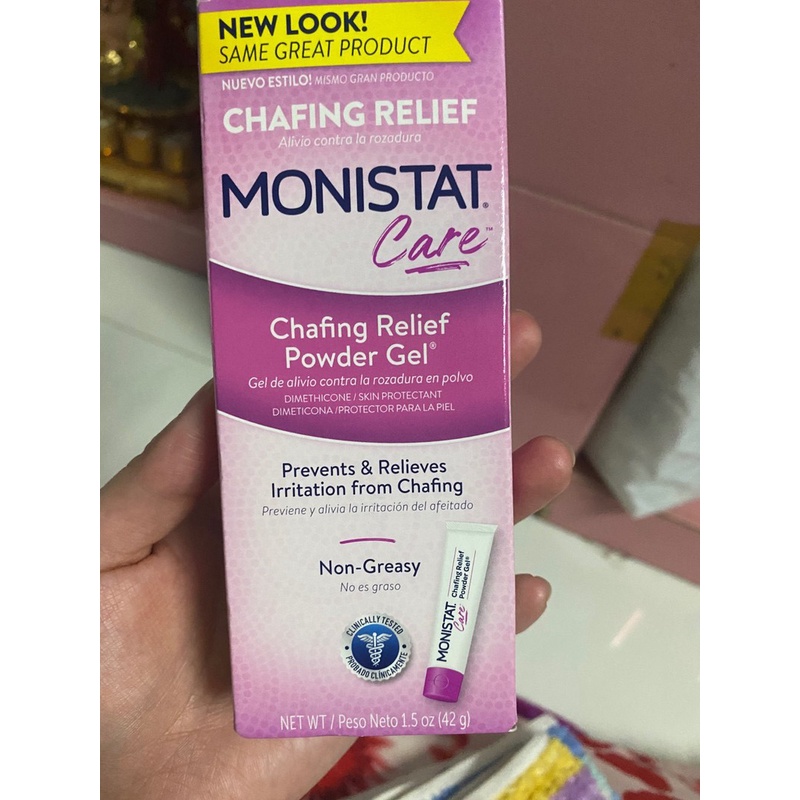 NEW LOOK!
SAME GREAT PRODUCT
NUEVO ESTILO! MISMO GRAN PRODUCTO
CHAFING RELIEF
Alivio contra la rozadura
MONISTAT®
Care™
Chafing Relief
Powder Gel®
Gel de alivio contra la rozadura en polvo
DIMETHICONE / SKIN PROTECTANT
DIMETICONA /PROTECTOR PARA LA PIEL
Prevents & Relieves
Irritation from Chafing
Previene y alivia la irritación del afeitado
Non-Greasy
No es graso
CLINICALLY TESTED
PROBADO CLÍNICAMENTE
MONISTAT
Care
Chafing Relief
Powder Gel®
NET WT / Peso Neto 1.5 oz (42 g)